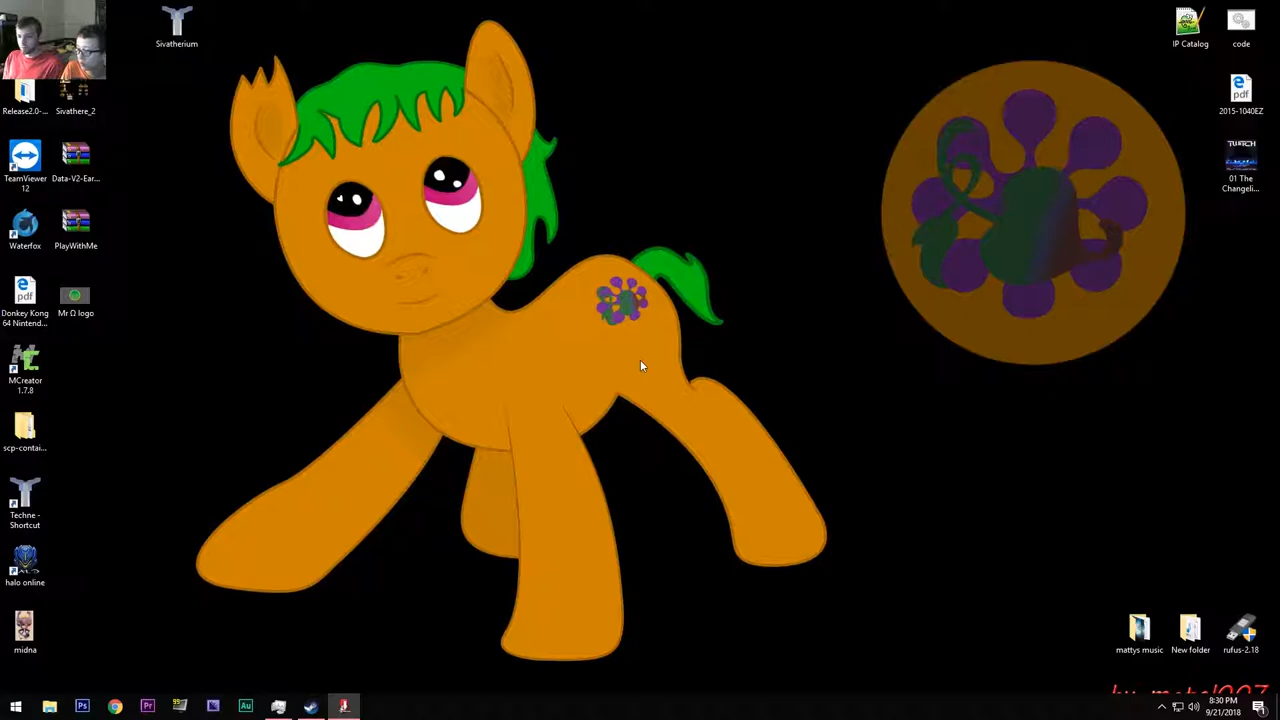 Sivatherium
IP Catalog
code
Release2.0-...
Sivathere_2
2015-1040EZ
TeamViewer
12
Data-V2-Ear...
TWITCH
01 The
Changeli...
Waterfox
PlayWithMe
Donkey Kong
64 Nintend...
Mr Ω logo
MCreator
1.7.8
scp-contai...
Techne -
Shortcut
halo online
midna
mattys music
New folder
rufus-2.18
8:30 PM
9/21/2018